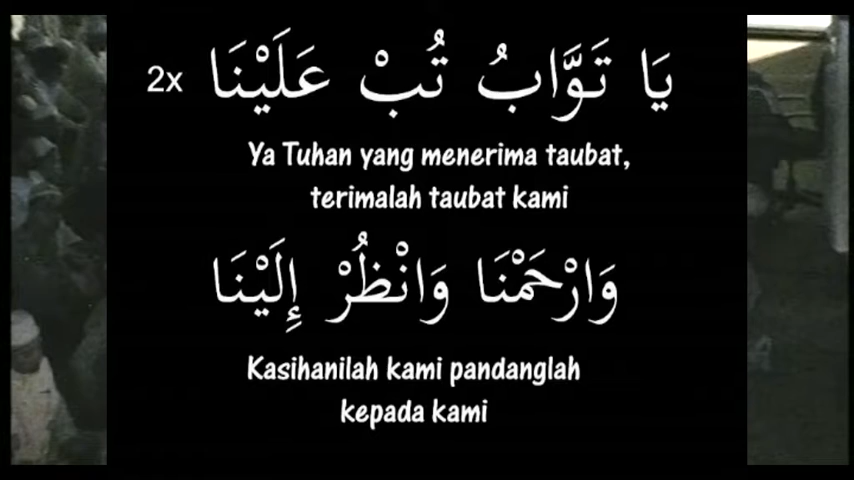 يَا تَوَّابُ تُبْ عَلَيْنَا 2x
Ya Tuhan yang menerima taubat,
terimalah taubat kami
وَارْحَمْنَا وَانْظُرْ إِلَيْنَا
Kasihanilah kami pandanglah
kepada kami